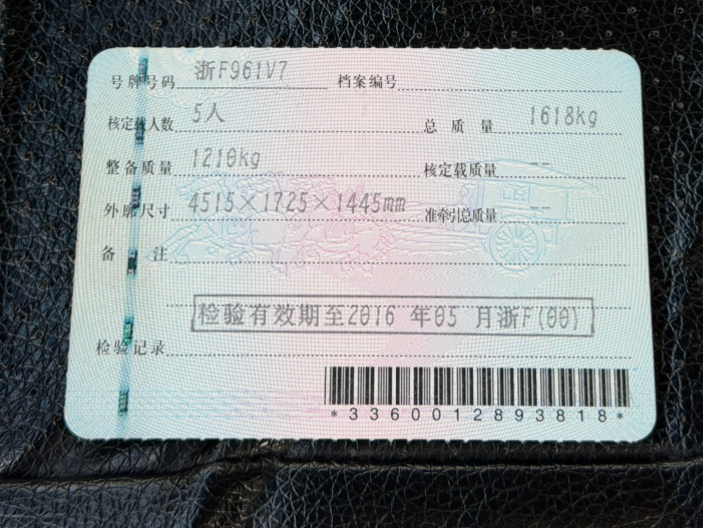 号牌号码 浙F961V7 档案编号
核定载人数 5人 总质量 1618kg
整备质量 1210kg 核定载质量 --
外廓尺寸 4515×1725×1445mm 准牵引总质量 --
备注
检验有效期至2016 年05 月浙F(00)
检验记录
*3360012893818*